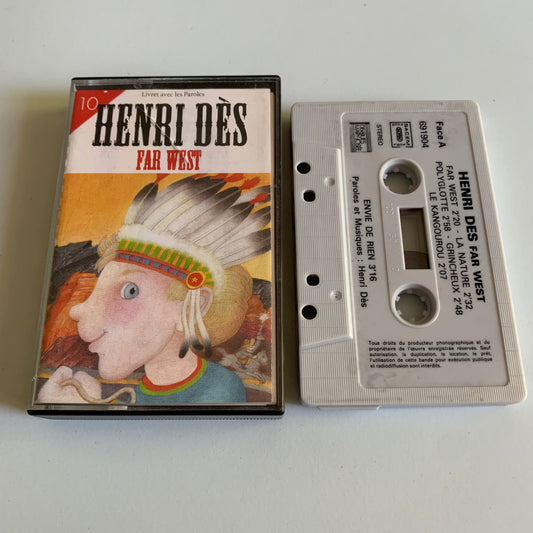 10
Livret avec les Paroles
HENRI DÈS
FAR WEST
HENRI DES FAR WEST
FAR WEST 2'20 - LA NATURE 2'32
POLYGLOTTE 2'58 - GRINCHEUX 2'48
LE KANGOUROU 2'07
ENVIE DE RIEN 3'16
Paroles et Musiques : Henri Dès
Face A
691904
SACEM
STEREO
Tous droits du producteur phonographique et du
propriétaire de l'œuvre enregistrée réservés. Sauf
autorisation, la duplication, la location, le prêt,
l'utilisation de cette bande pour exécution publique
et radiodiffusion sont interdits.